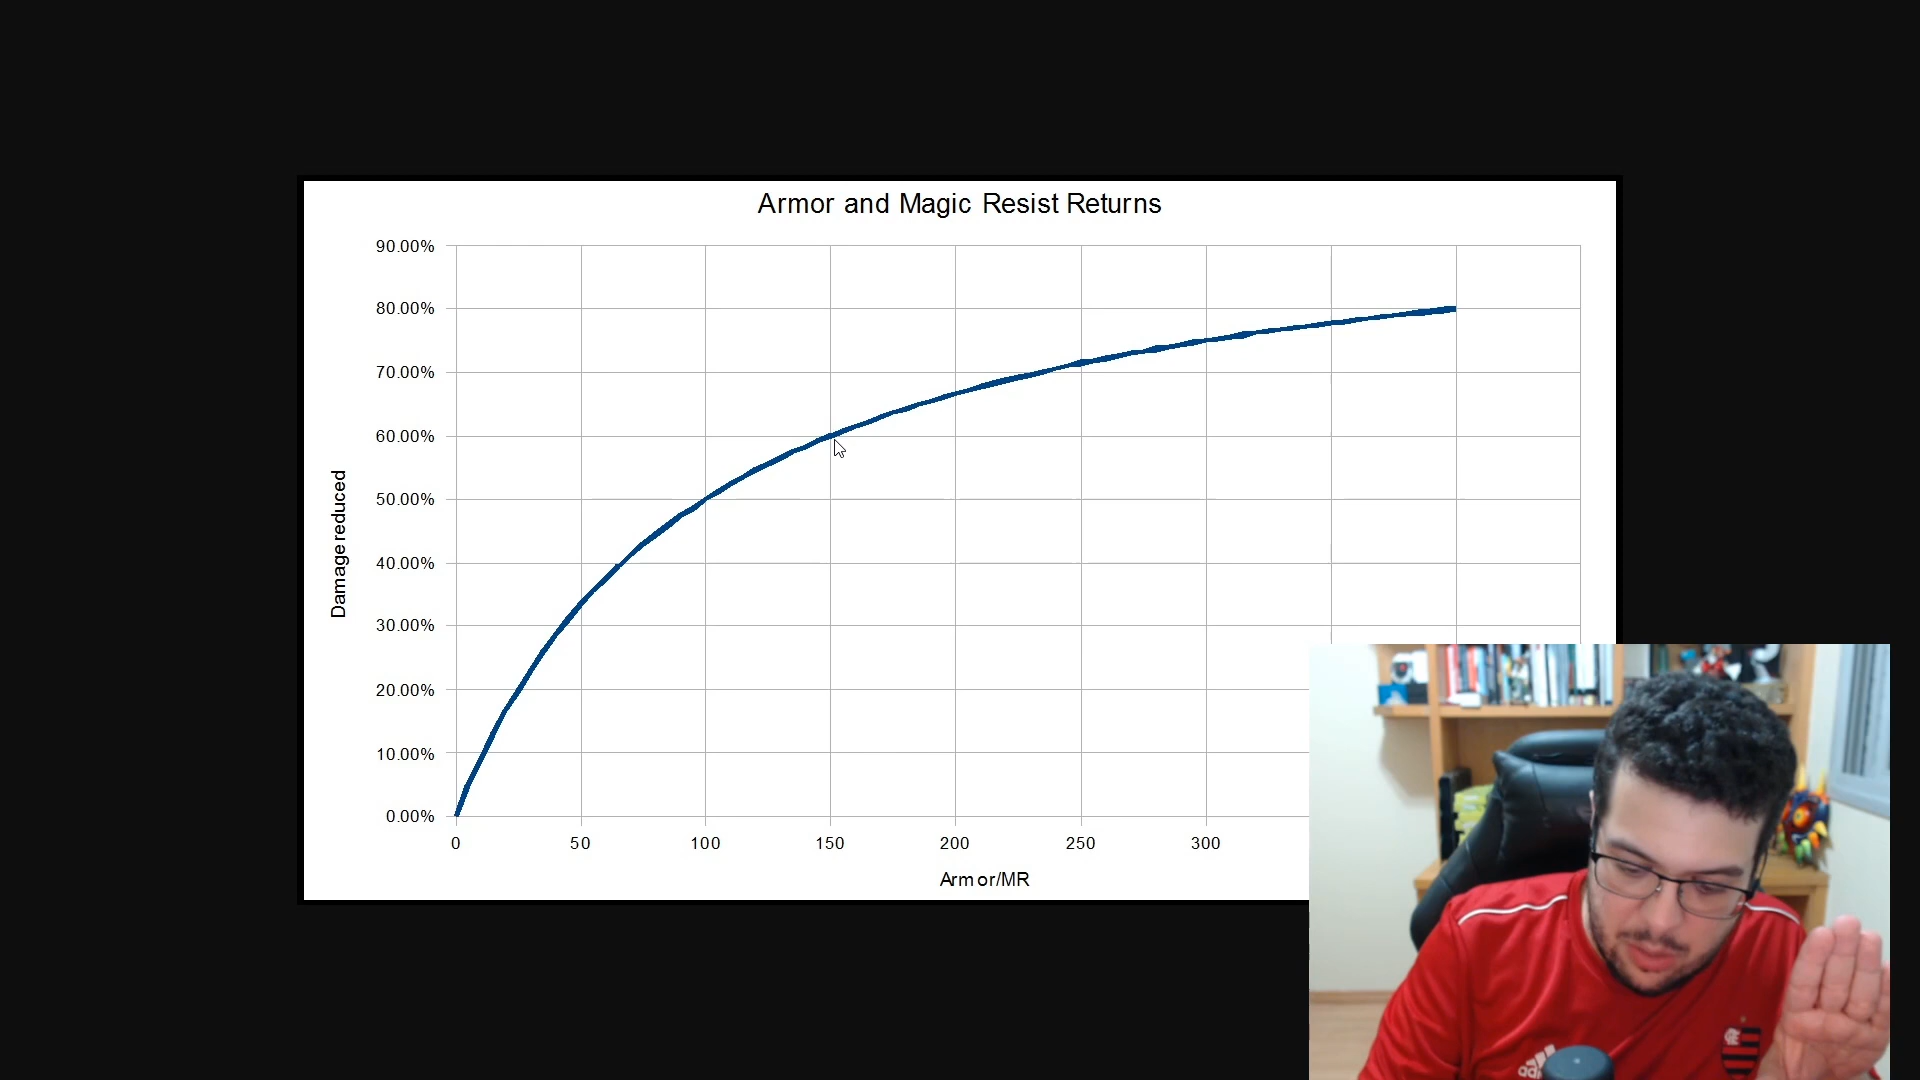 Armor and Magic Resist Returns
90.00%
80.00%
70.00%
60.00%
50.00%
40.00%
30.00%
20.00%
10.00%
0.00%
Damage reduced
0 50 100 150 200 250 300
Armor/MR